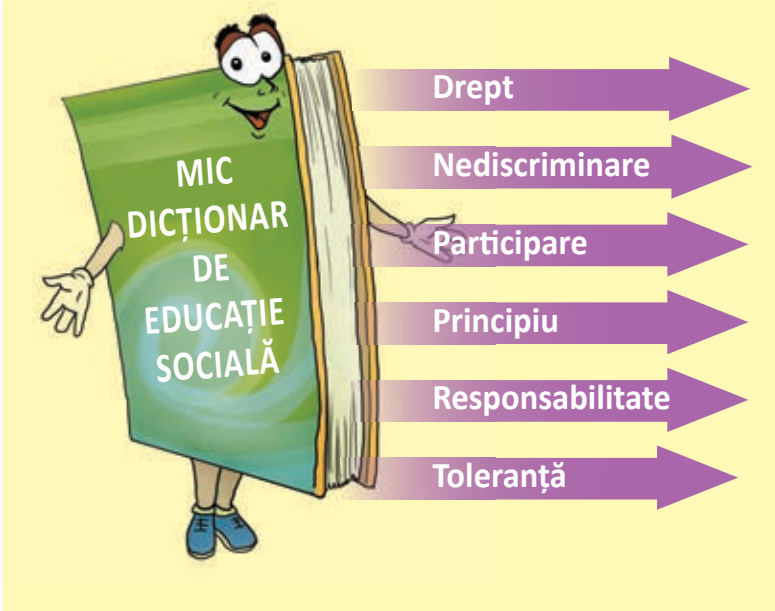 MIC
DICȚIONAR
DE
EDUCAȚIE
SOCIALĂ
Drept
Nediscriminare
Participare
Principiu
Responsabilitate
Toleranță